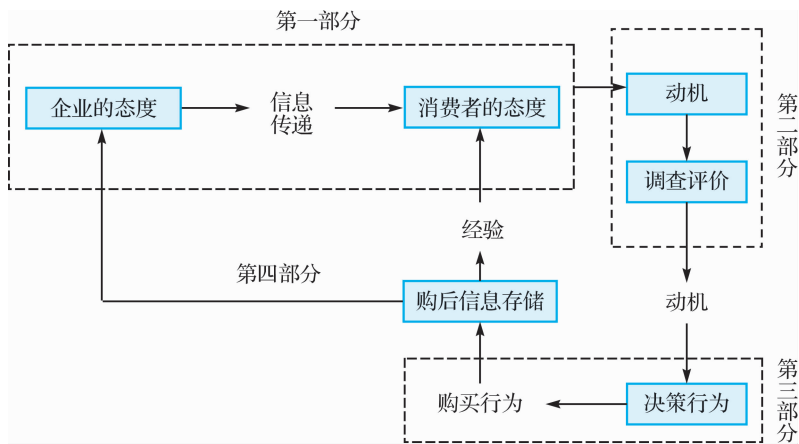 第一部分
企业的态度
信息
传递
消费者的态度
动机
调查评价
第二部分
经验
第四部分
购后信息存储
动机
购买行为
决策行为
第三部分